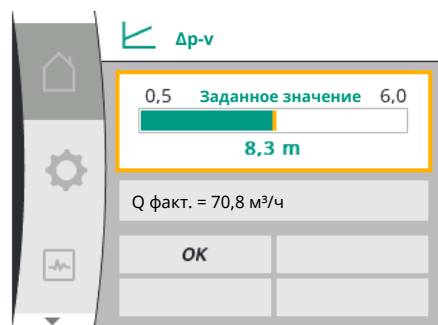 Δp-v
0,5 Заданное значение 6,0
8,3 m
Q факт. = 70,8 м³/ч
OK